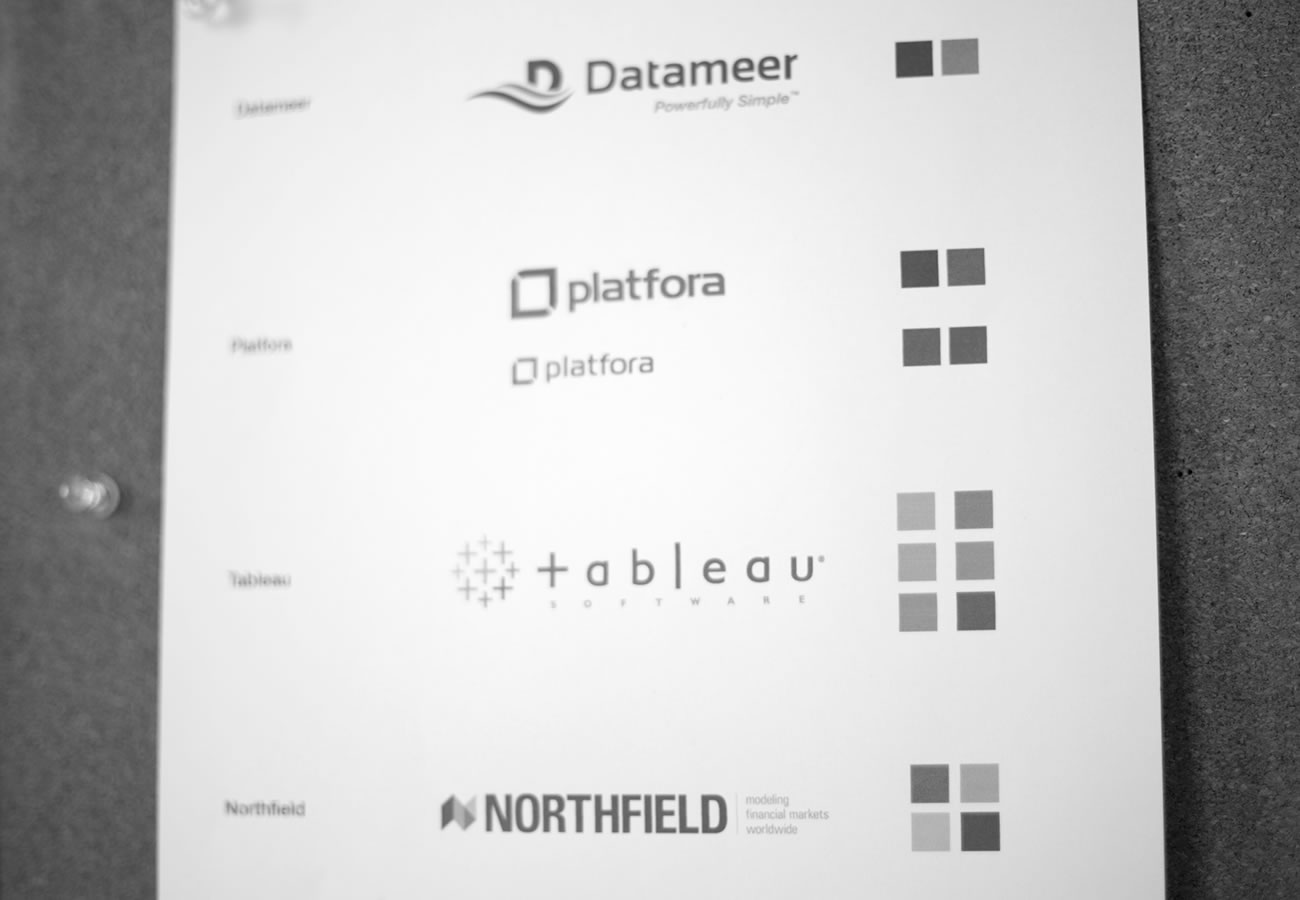 Datameer
Datameer
Powerfully Simple™
platfora
Platfora
platfora
tableau®
SOFTWARE
Tableau
Northfield
NORTHFIELD
modeling
financial markets
worldwide